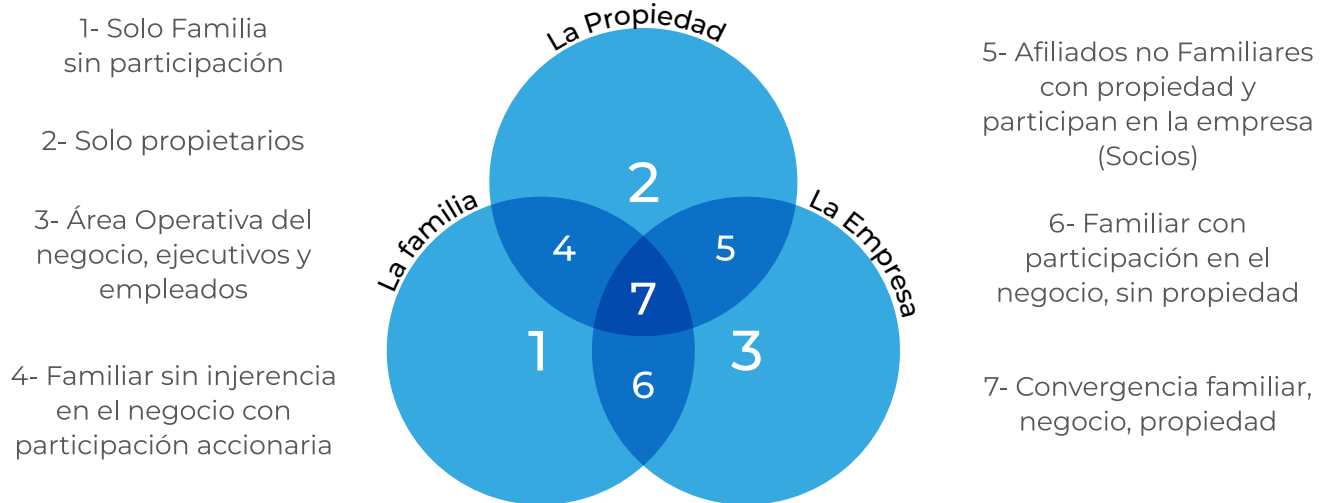 1- Solo Familia
sin participación
2- Solo propietarios
3- Área Operativa del
negocio, ejecutivos y
empleados
4- Familiar sin injerencia
en el negocio con
participación accionaria
La Propiedad
La familia
La Empresa
2
4
5
7
1
3
6
5- Afiliados no Familiares
con propiedad y
participan en la empresa
(Socios)
6- Familiar con
participación en el
negocio, sin propiedad
7- Convergencia familiar,
negocio, propiedad